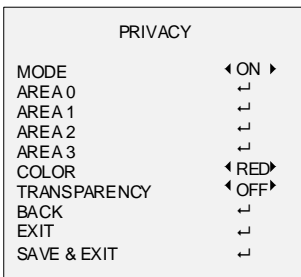 PRIVACY
MODE ON
AREA 0 ↵
AREA 1 ↵
AREA 2 ↵
AREA 3 ↵
COLOR RED
TRANSPARENCY OFF
BACK ↵
EXIT ↵
SAVE & EXIT ↵